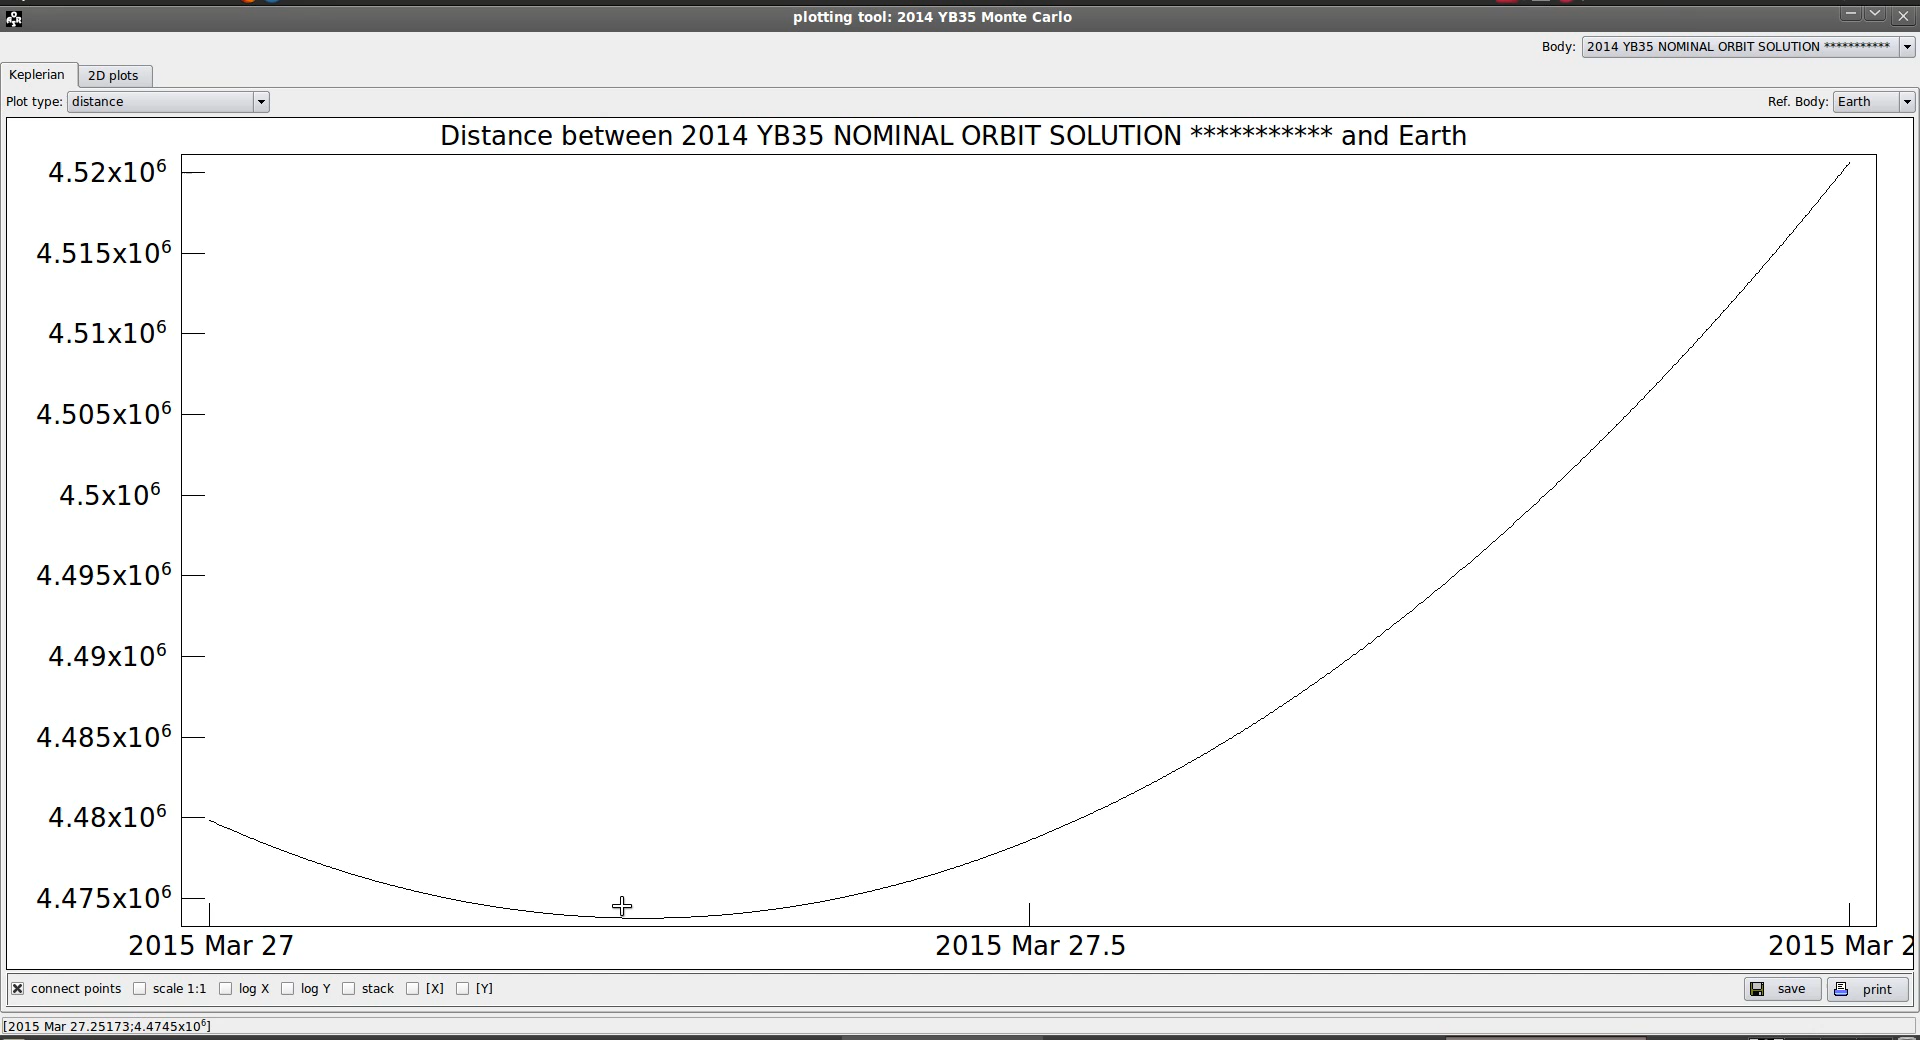 plotting tool: 2014 YB35 Monte Carlo
Body: 2014 YB35 NOMINAL ORBIT SOLUTION ***********
Keplerian 2D plots
Plot type: distance Ref. Body: Earth
Distance between 2014 YB35 NOMINAL ORBIT SOLUTION *********** and Earth
4.52x10⁶
4.515x10⁶
4.51x10⁶
4.505x10⁶
4.5x10⁶
4.495x10⁶
4.49x10⁶
4.485x10⁶
4.48x10⁶
4.475x10⁶
2015 Mar 27 2015 Mar 27.5 2015 Mar 2
connect points scale 1:1 log X log Y stack [X] [Y] save print
[2015 Mar 27.25173;4.4745x10⁶]